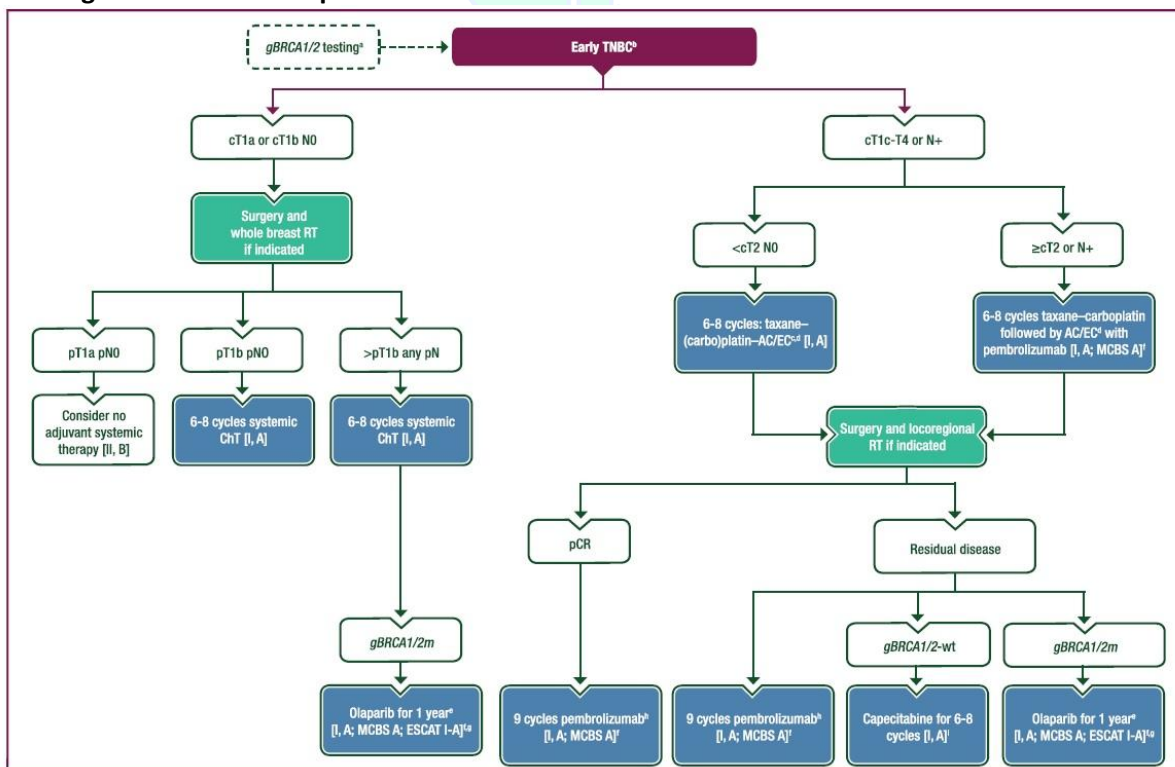 gBRCA1/2 testingᵃ
Early TNBCᵇ
cT1a or cT1b N0
cT1c-T4 or N+
Surgery and
whole breast RT
if indicated
<cT2 N0
≥cT2 or N+
pT1a pN0
pT1b pN0
>pT1b any pN
6-8 cycles: taxane–
(carbo)platin–AC/ECᶜ,ᵈ [I, A]
6-8 cycles taxane–carboplatin
followed by AC/ECᵈ with
pembrolizumab [I, A; MCBS A]ᶠ
Consider no
adjuvant systemic
therapy [II, B]
6-8 cycles systemic
ChT [I, A]
6-8 cycles systemic
ChT [I, A]
Surgery and locoregional
RT if indicated
pCR
Residual disease
gBRCA1/2m
gBRCA1/2-wt
gBRCA1/2m
Olaparib for 1 yearᵉ
[I, A; MCBS A; ESCAT I-A]ᶠ,ᵍ
9 cycles pembrolizumabʰ
[I, A; MCBS A]ᶠ
9 cycles pembrolizumabʰ
[I, A; MCBS A]ᶠ
Capecitabine for 6-8
cycles [I, A]ⁱ
Olaparib for 1 yearᵉ
[I, A; MCBS A; ESCAT I-A]ᶠ,ᵍ